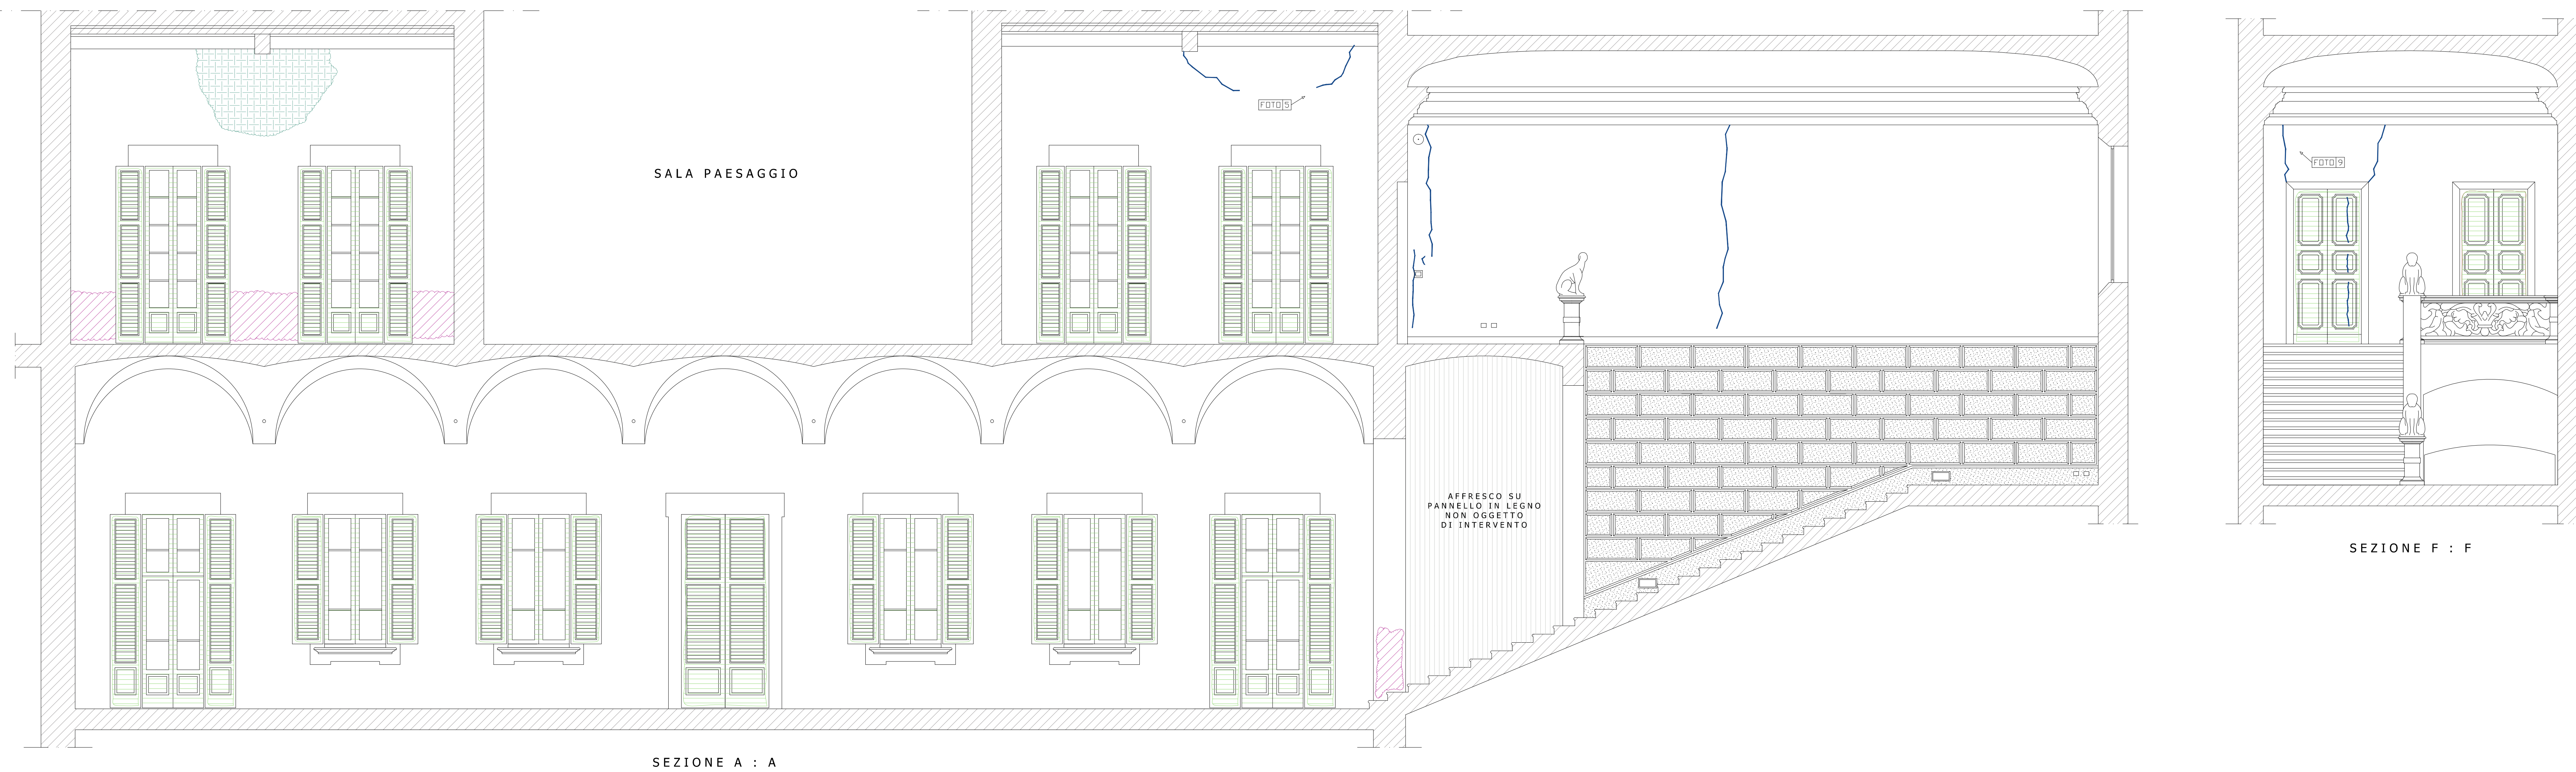 SALA PAESAGGIO
FOTO 5
FOTO 9
AFFRESCO SU
PANNELLO IN LEGNO
NON OGGETTO
DI INTERVENTO
SEZIONE F : F
SEZIONE A : A